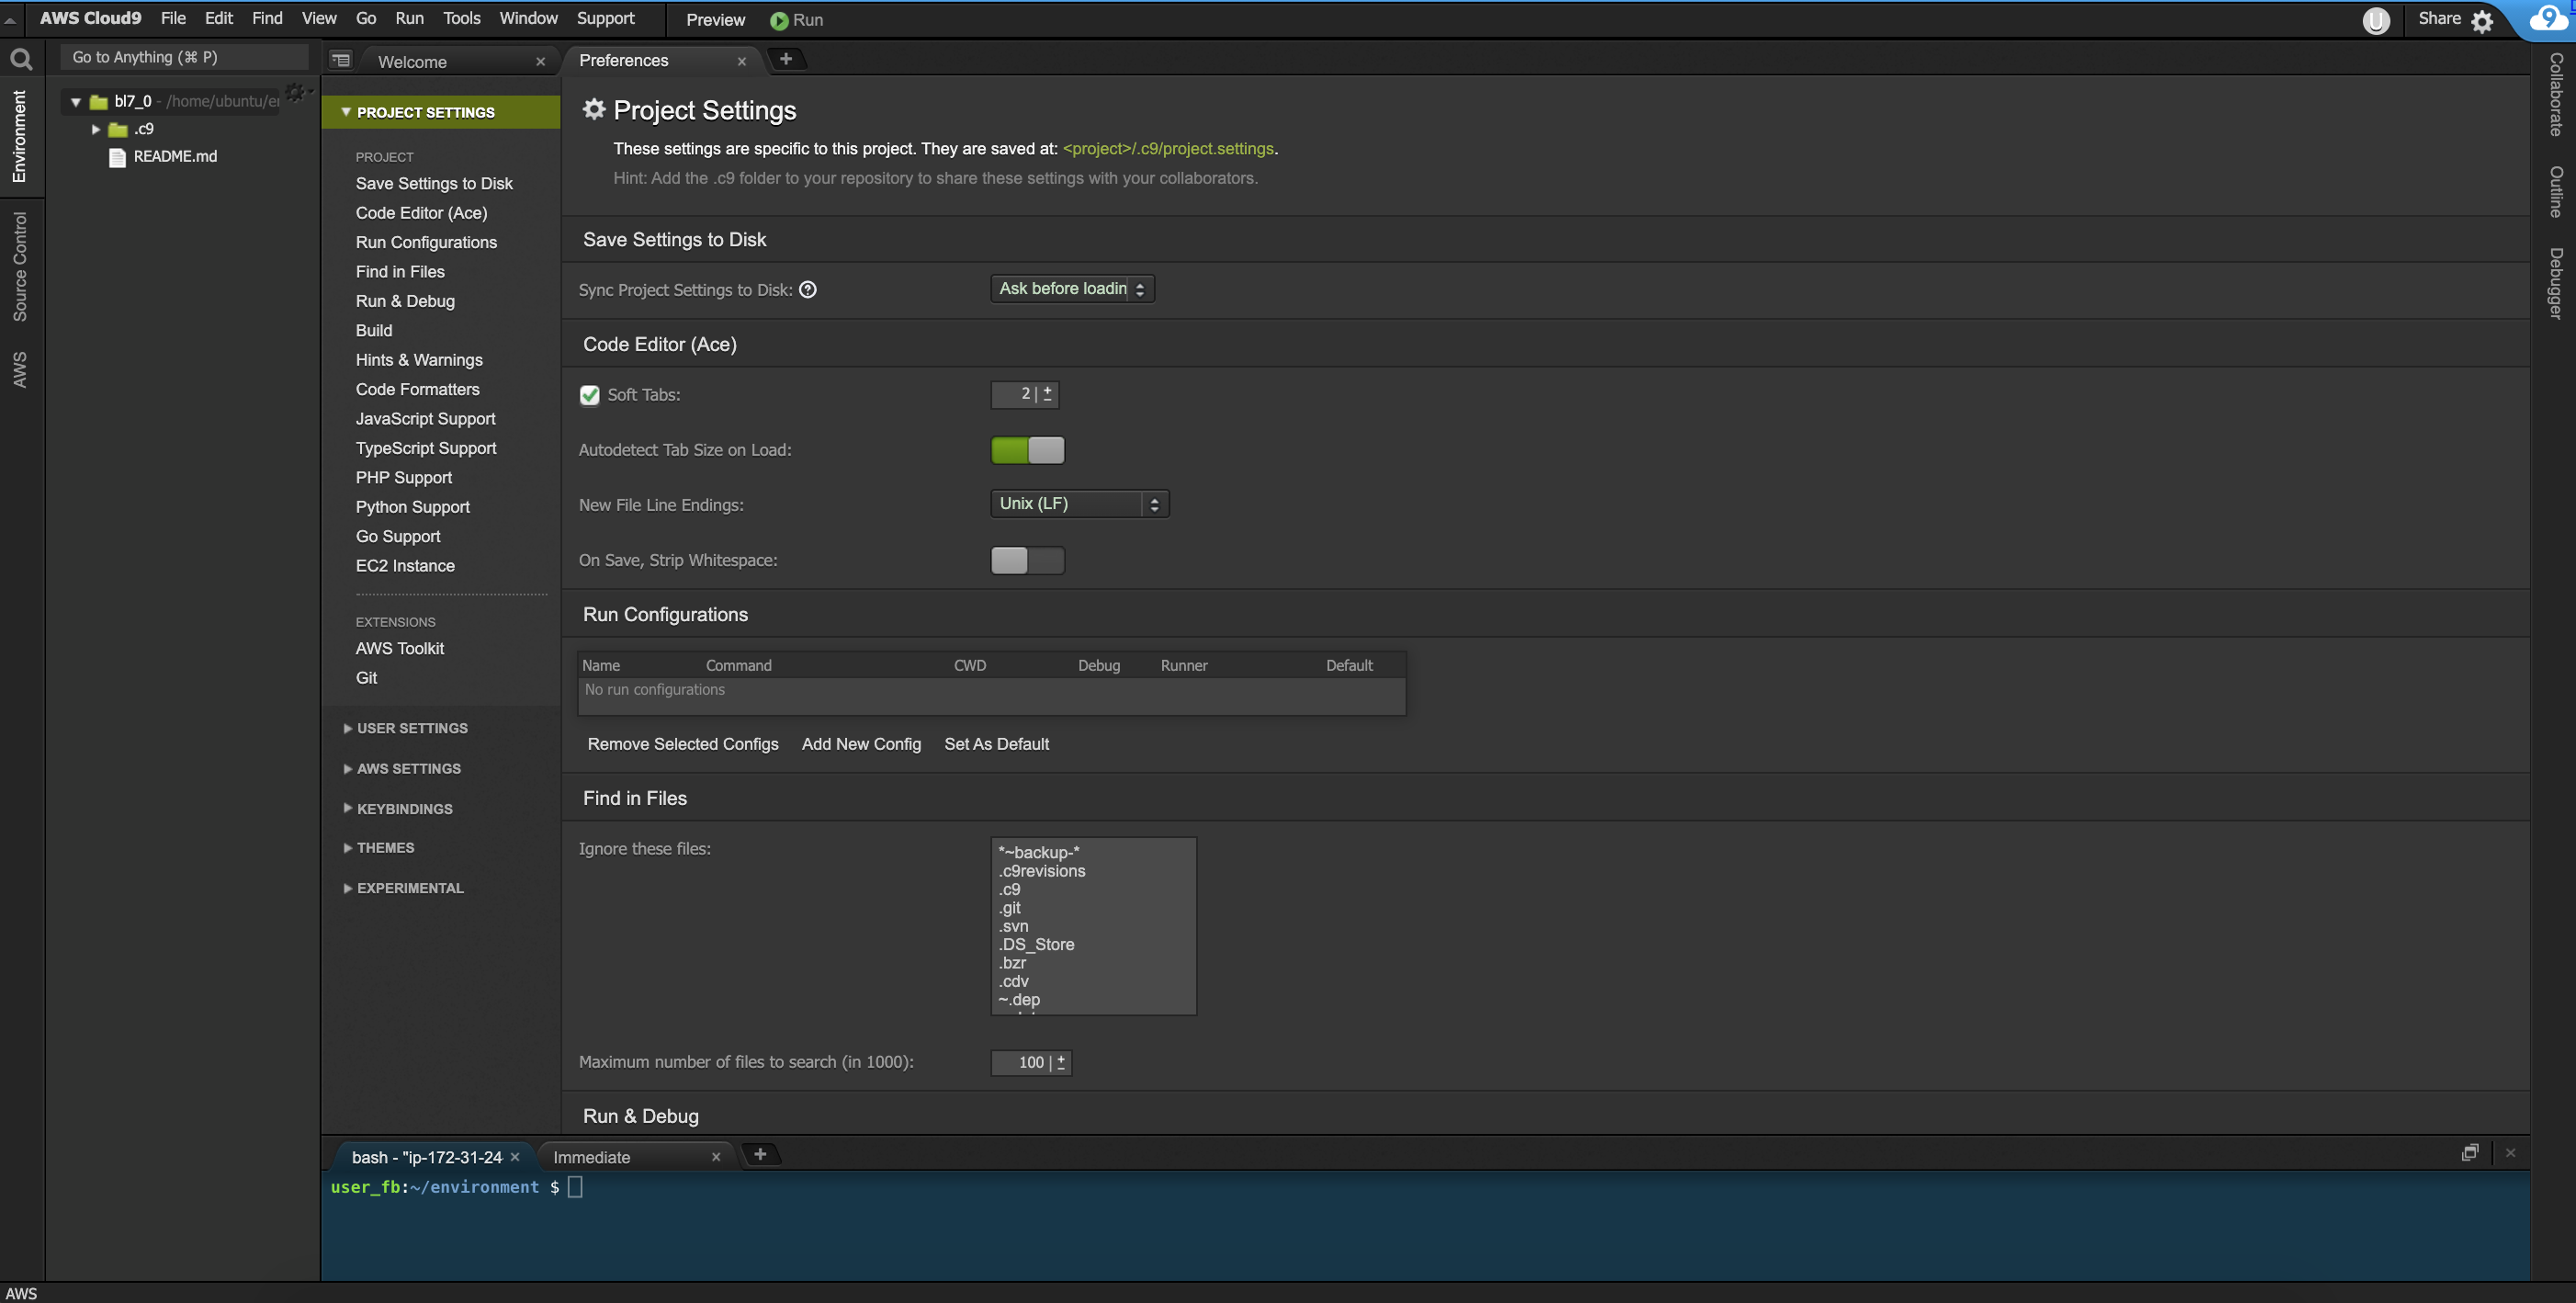 AWS Cloud9 File Edit Find View Go Run Tools Window Support Preview Run U Share 9
Go to Anything (⌘ P)
Welcome
Preferences
Environment
Source Control
AWS
bl7_0 - /home/ubuntu/e
.c9
README.md
PROJECT SETTINGS
PROJECT
Save Settings to Disk
Code Editor (Ace)
Run Configurations
Find in Files
Run & Debug
Build
Hints & Warnings
Code Formatters
JavaScript Support
TypeScript Support
PHP Support
Python Support
Go Support
EC2 Instance
EXTENSIONS
AWS Toolkit
Git
USER SETTINGS
AWS SETTINGS
KEYBINDINGS
THEMES
EXPERIMENTAL
Project Settings
These settings are specific to this project. They are saved at: <project>/.c9/project.settings.
Hint: Add the .c9 folder to your repository to share these settings with your collaborators.
Save Settings to Disk
Sync Project Settings to Disk: ? Ask before loadin
Code Editor (Ace)
Soft Tabs: 2
Autodetect Tab Size on Load:
New File Line Endings: Unix (LF)
On Save, Strip Whitespace:
Run Configurations
Name Command CWD Debug Runner Default
No run configurations
Remove Selected Configs Add New Config Set As Default
Find in Files
Ignore these files:
*~backup-*
.c9revisions
.c9
.git
.svn
.DS_Store
.bzr
.cdv
~.dep
Maximum number of files to search (in 1000): 100
Run & Debug
Collaborate
Outline
Debugger
bash - "ip-172-31-24
Immediate
user_fb:~/environment $
AWS